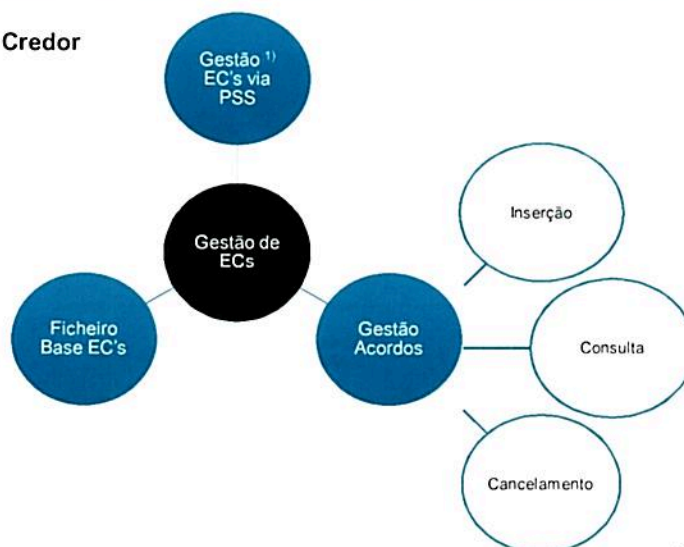 Credor
Gestão 1)
EC's via
PSS
Gestão de
ECs
Ficheiro
Base EC's
Gestão
Acordos
Inserção
Consulta
Cancelamento